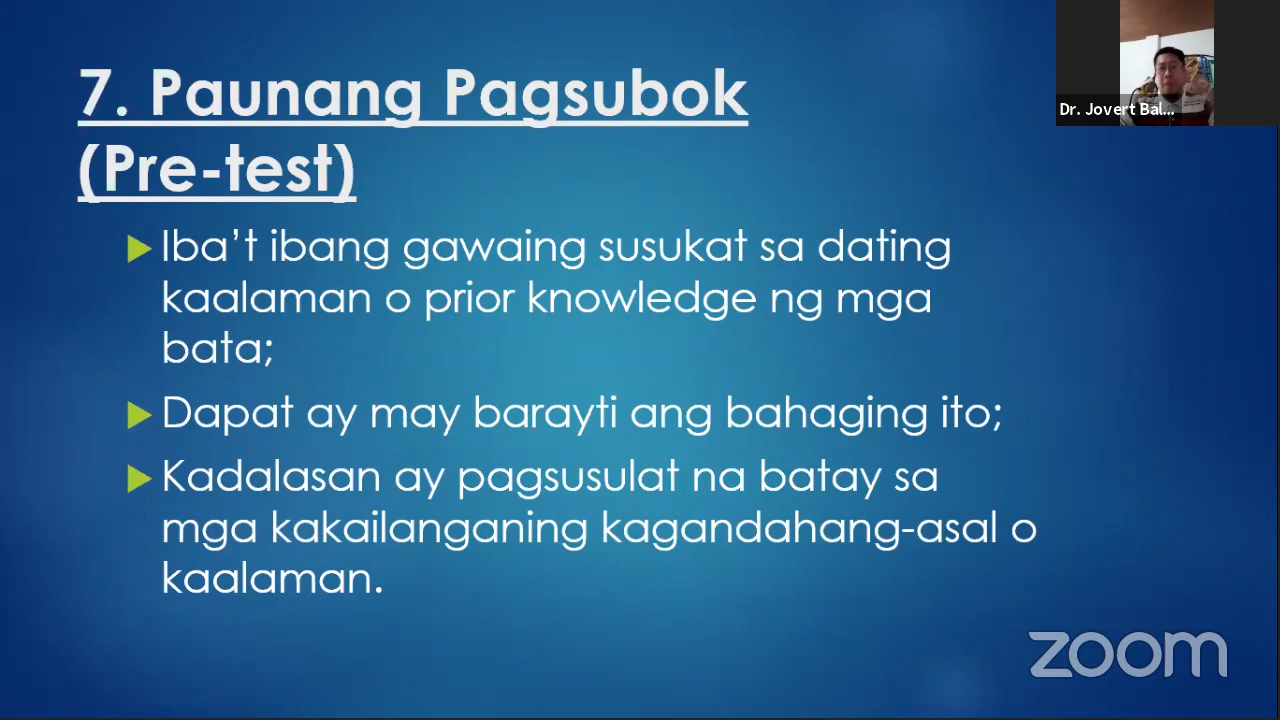 7. Paunang Pagsubok
(Pre-test)
Iba't ibang gawaing susukat sa dating
kaalaman o prior knowledge ng mga
bata;
Dapat ay may barayti ang bahaging ito;
Kadalasan ay pagsusulat na batay sa
mga kakailanganing kagandahang-asal o
kaalaman.
Dr. Jovert Bal...
zoom